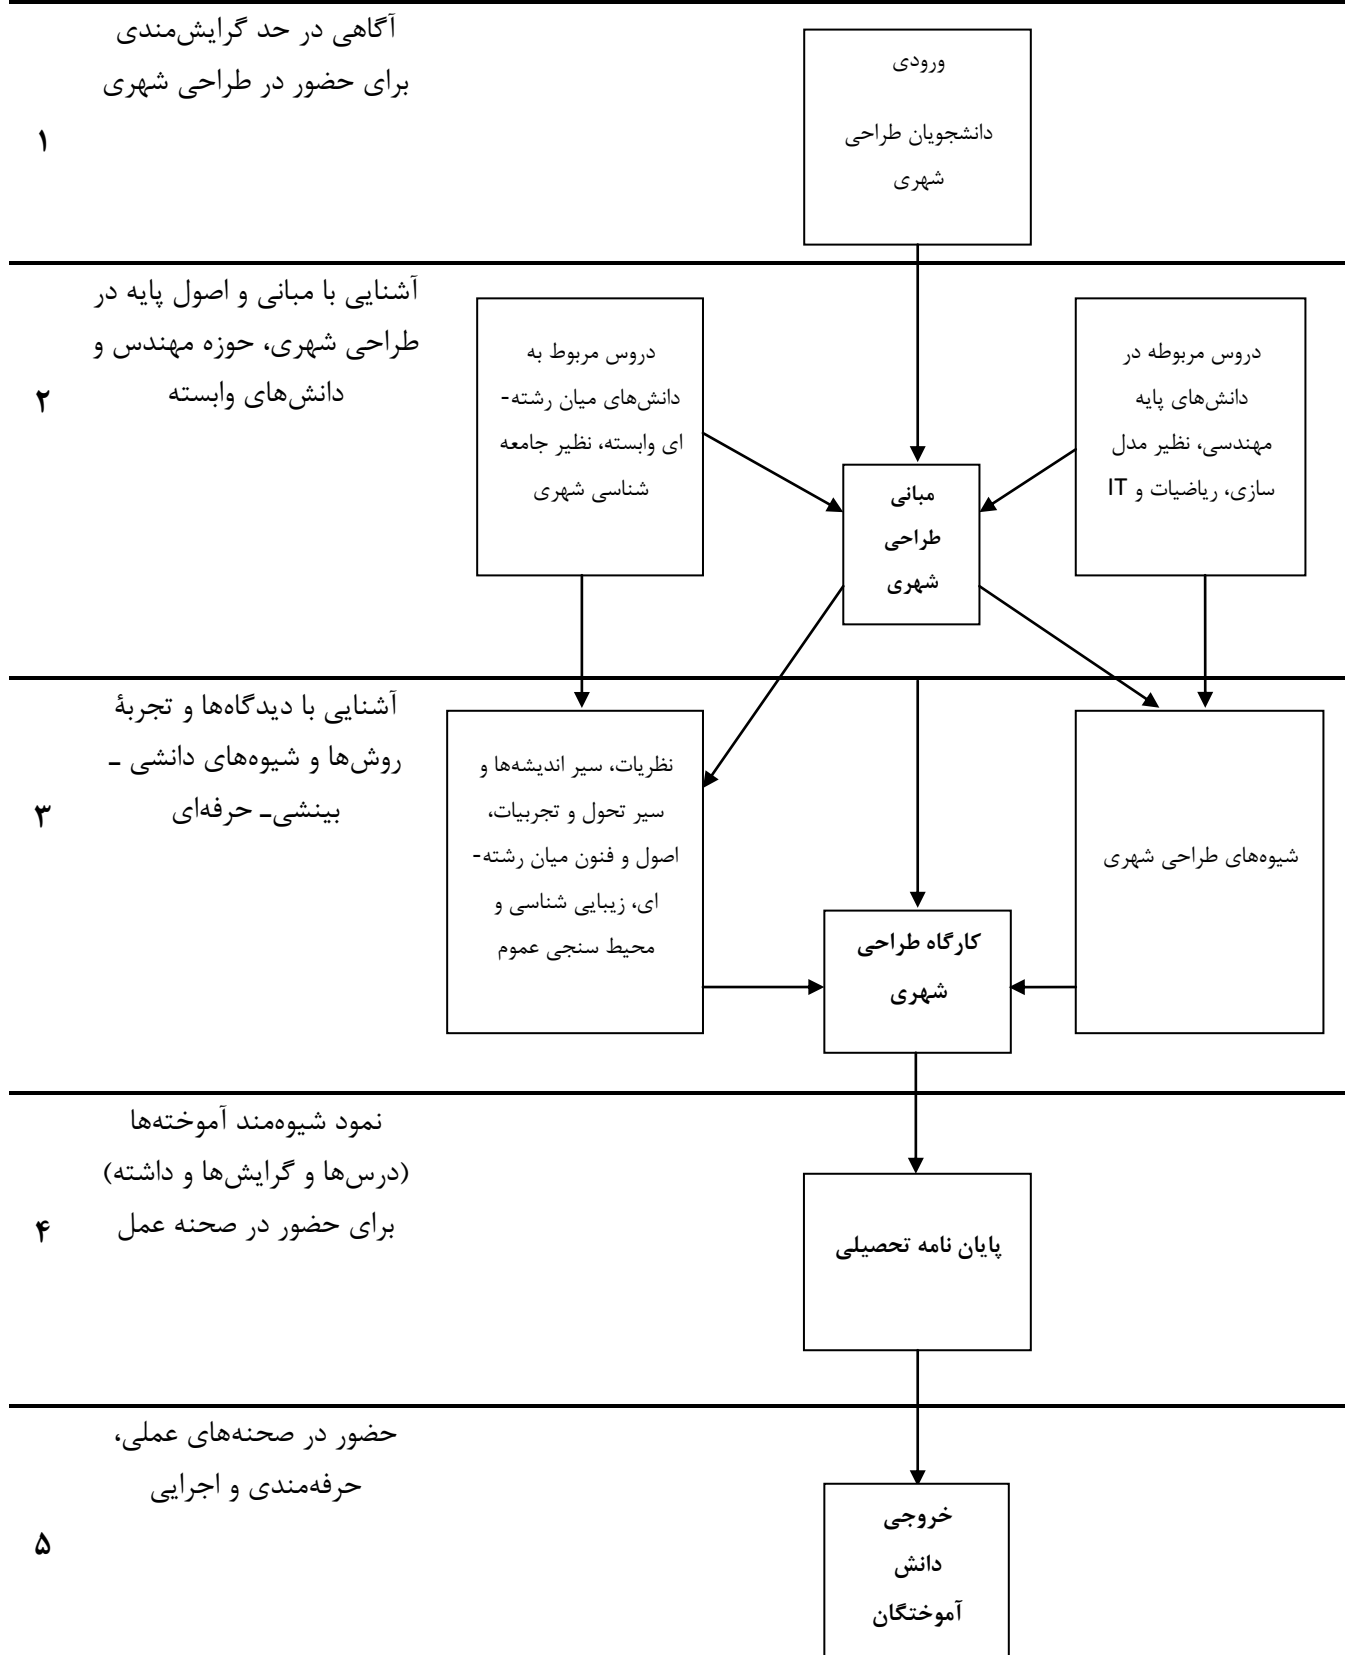 آگاهی در حد گرایش‌مندی
برای حضور در طراحی شهری
۱
ورودی
دانشجویان طراحی
شهری
آشنایی با مبانی و اصول پایه در
طراحی شهری، حوزه مهندس و
دانش‌های وابسته
۲
دروس مربوطه در
دانش‌های پایه
مهندسی، نظیر مدل
سازی، ریاضیات و IT
دروس مربوط به
دانش‌های میان رشته-
ای وابسته، نظیر جامعه
شناسی شهری
مبانی
طراحی
شهری
آشنایی با دیدگاه‌ها و تجربۀ
روش‌ها و شیوه‌های دانشی ـ
بینشی‌ـ حرفه‌ای
۳
شیوه‌های طراحی شهری
نظریات، سیر اندیشه‌ها و
سیر تحول و تجربیات،
اصول و فنون میان رشته-
ای، زیبایی شناسی و
محیط سنجی عموم
کارگاه طراحی
شهری
نمود شیوه‌مند آموخته‌ها
(درس‌ها و گرایش‌ها و داشته)
برای حضور در صحنه عمل
۴
پایان نامه تحصیلی
حضور در صحنه‌های عملی،
حرفه‌مندی و اجرایی
۵
خروجی
دانش
آموختگان